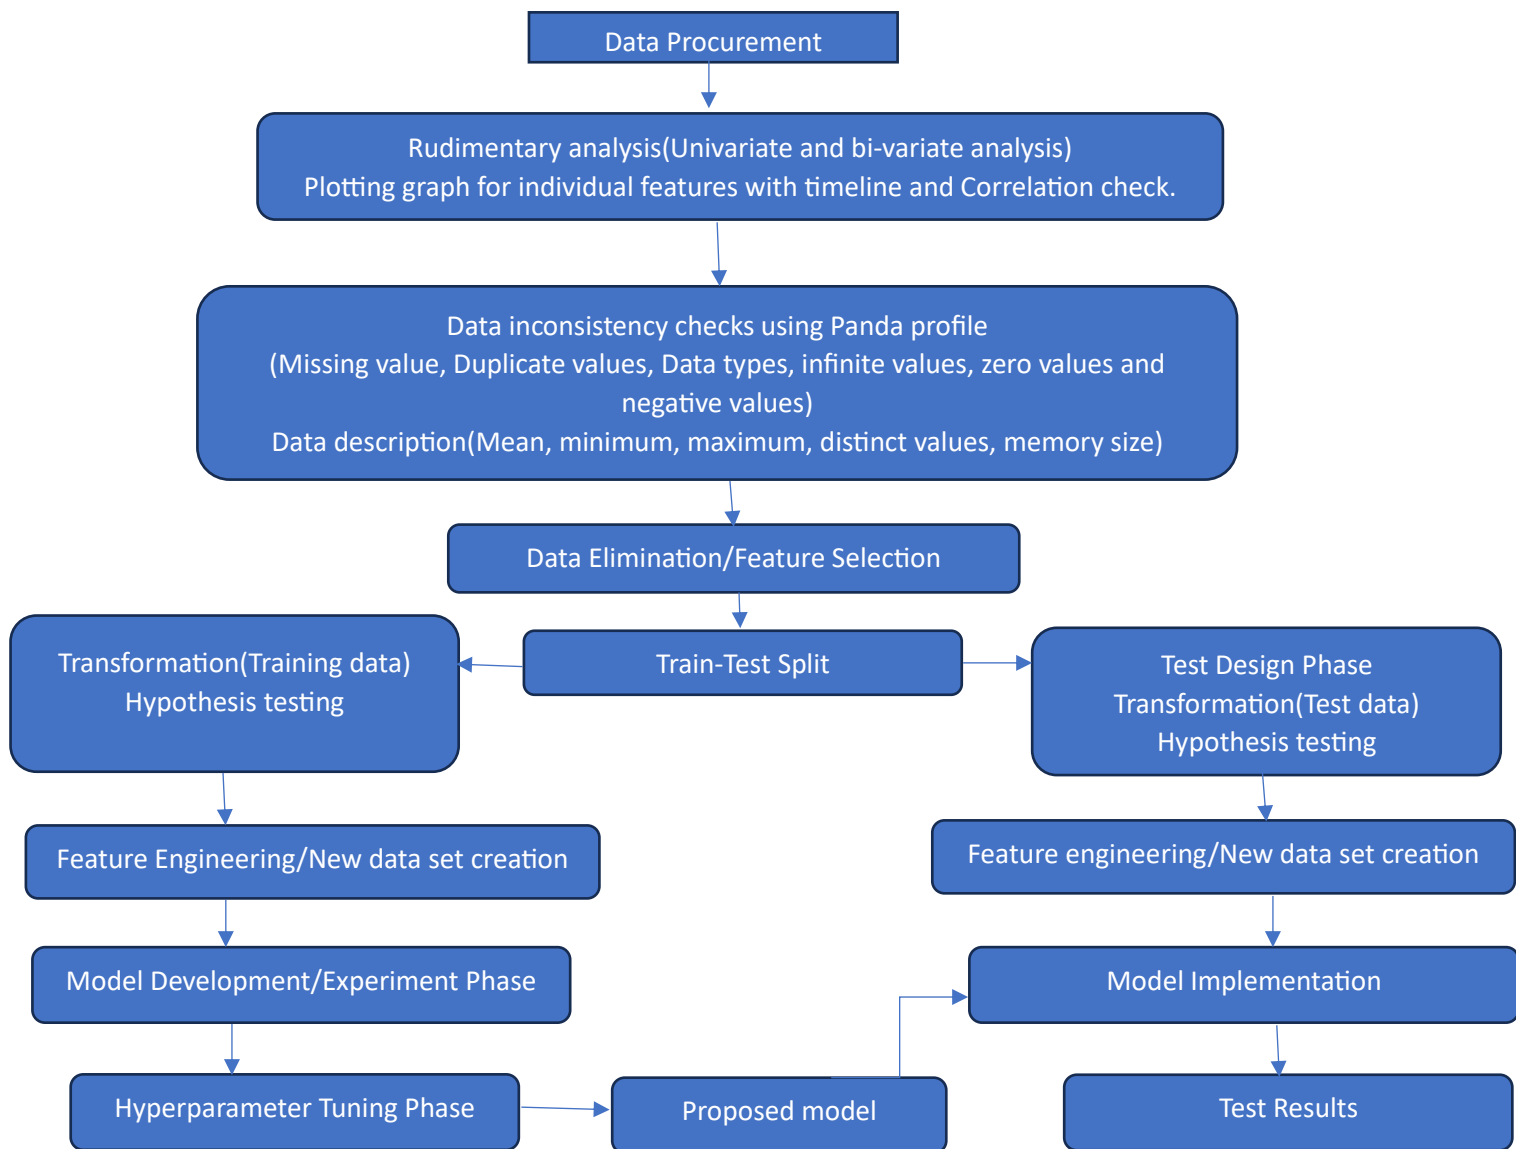 Data Procurement
Rudimentary analysis(Univariate and bi-variate analysis)
Plotting graph for individual features with timeline and Correlation check.
Data inconsistency checks using Panda profile
(Missing value, Duplicate values, Data types, infinite values, zero values and
negative values)
Data description(Mean, minimum, maximum, distinct values, memory size)
Data Elimination/Feature Selection
Train-Test Split
Transformation(Training data)
Hypothesis testing
Test Design Phase
Transformation(Test data)
Hypothesis testing
Feature Engineering/New data set creation
Feature engineering/New data set creation
Model Development/Experiment Phase
Model Implementation
Hyperparameter Tuning Phase
Proposed model
Test Results